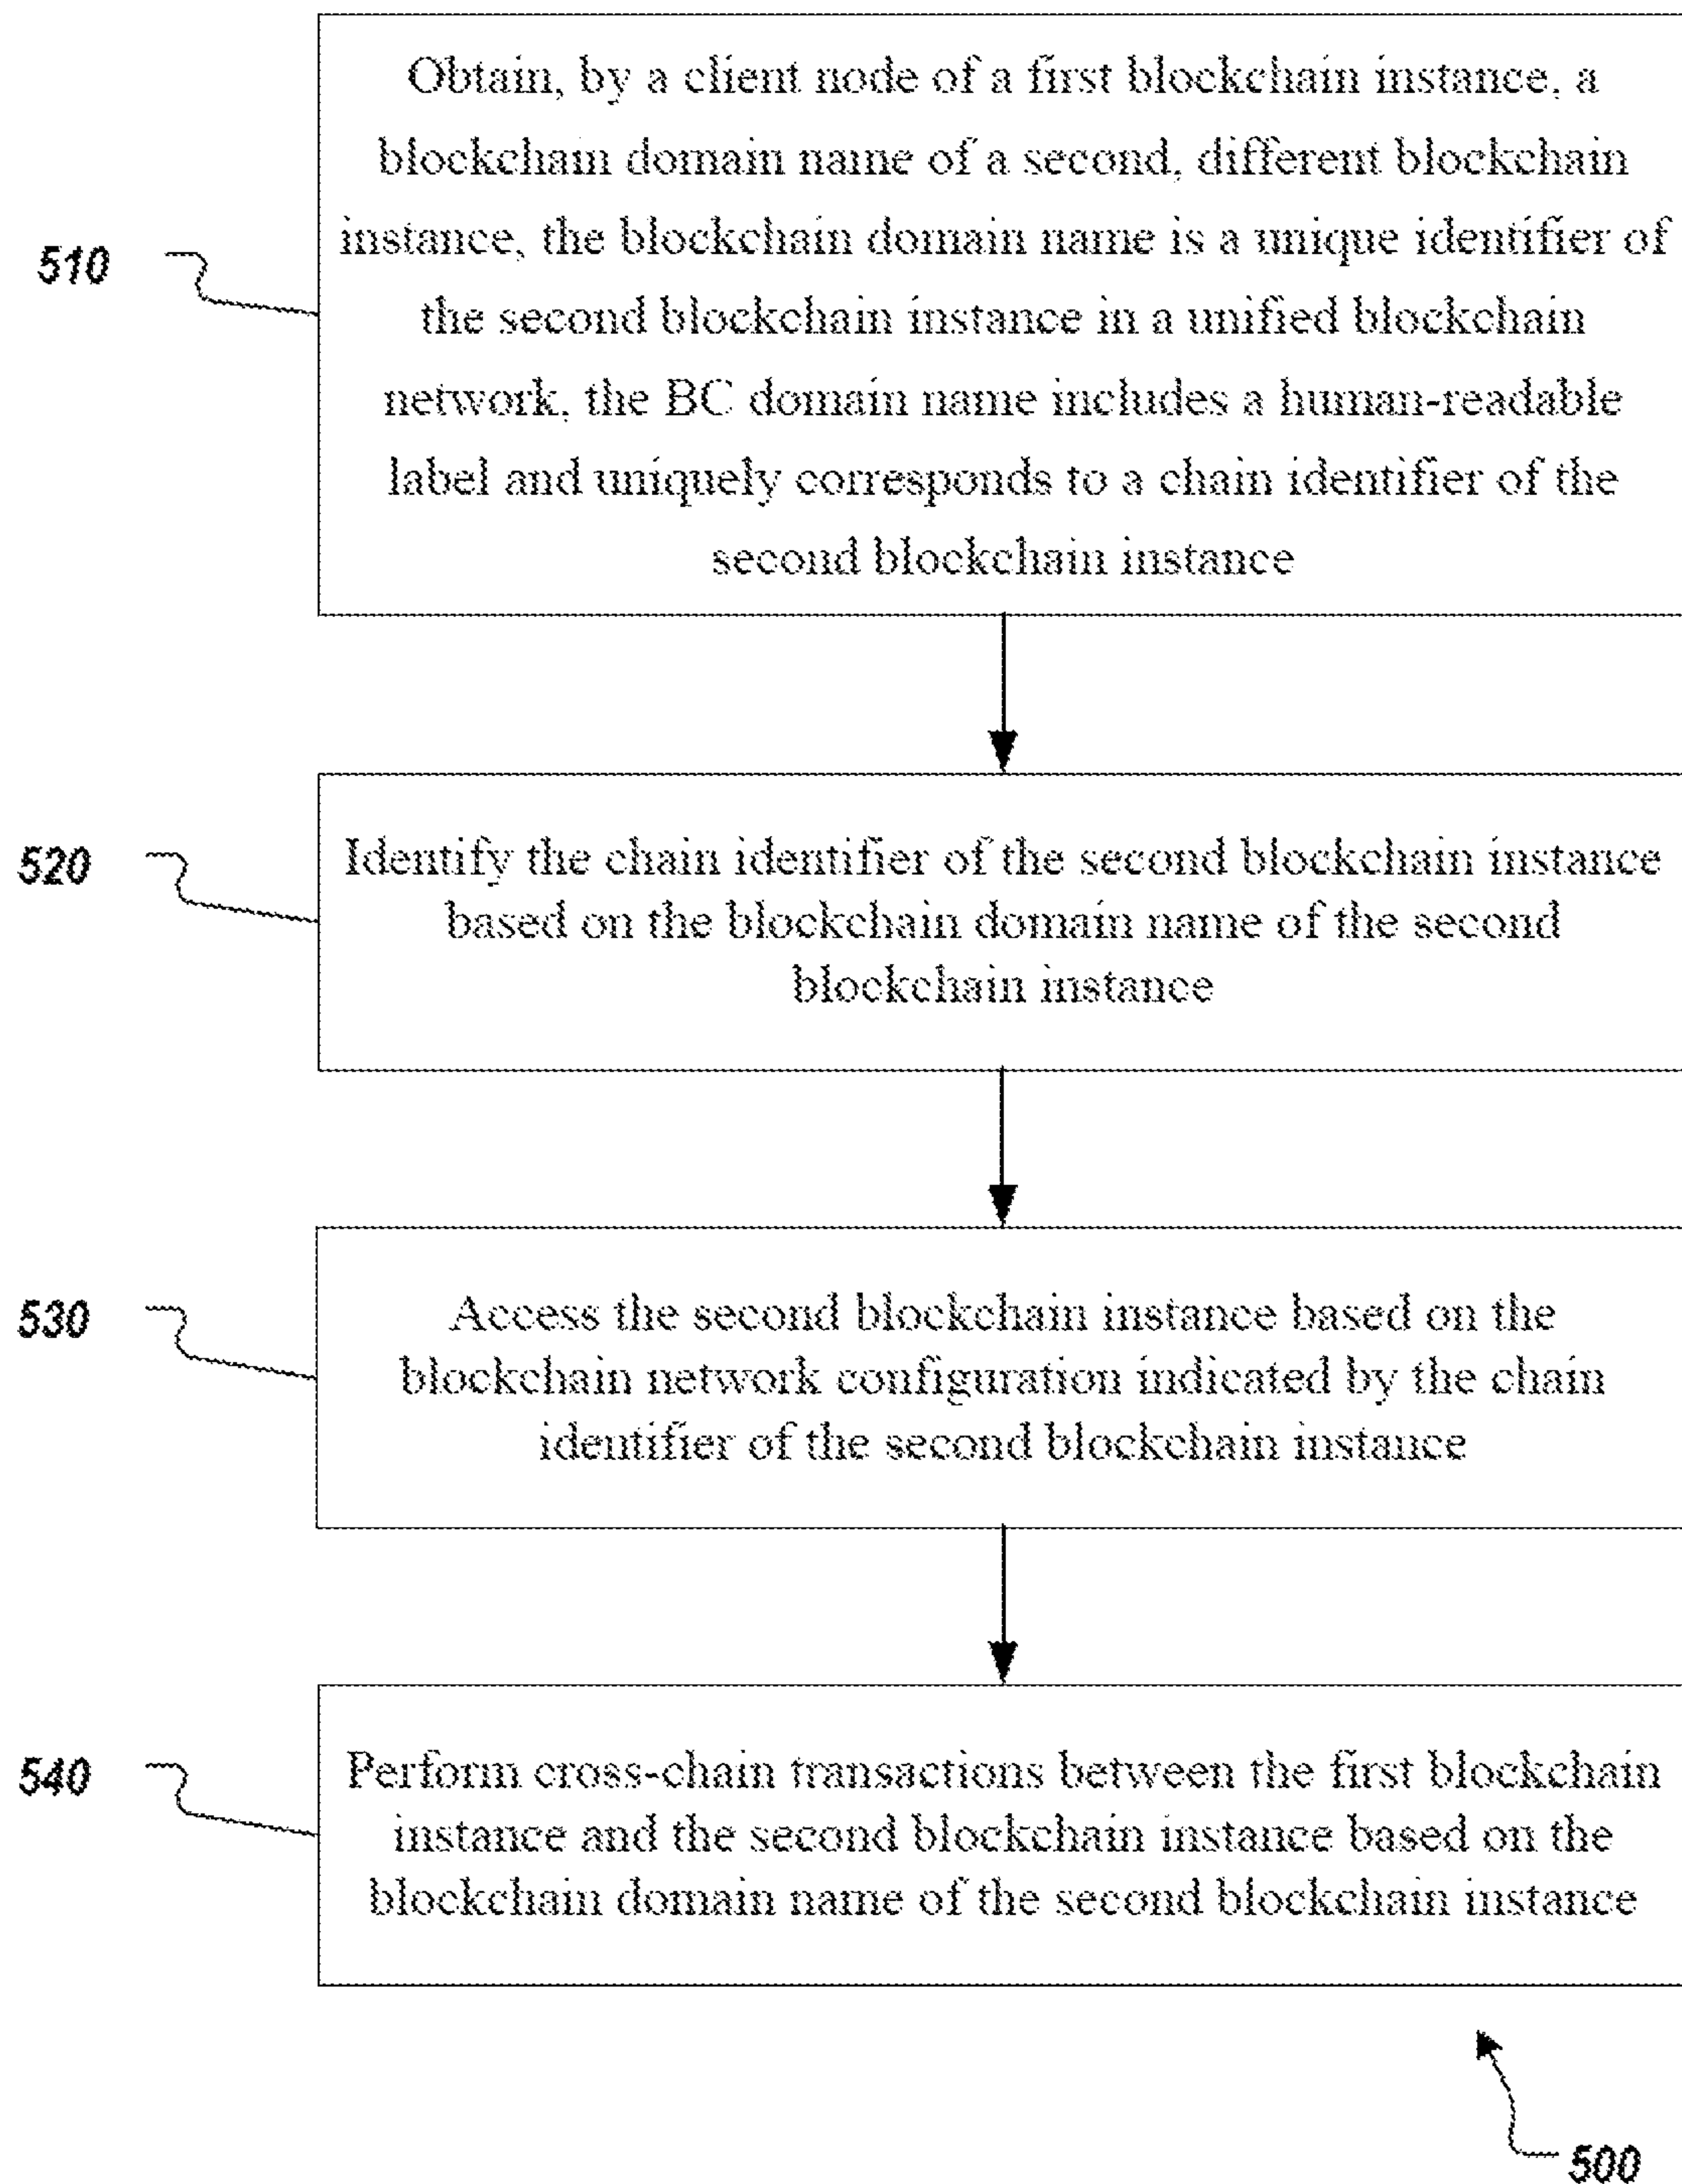 Obtain, by a client node of a first blockchain instance, a
blockchain domain name of a second, different blockchain
instance, the blockchain domain name is a unique identifier of
510
the second blockchain instance in a unified blockchain
network, the BC domain name includes a human-readable
label and uniquely corresponds to a chain identifier of the
second blockchain instance
520
Identify the chain identifier of the second blockchain instance
based on the blockchain domain name of the second
blockchain instance
530
Access the second blockchain instance based on the
blockchain network configuration indicated by the chain
identifier of the second blockchain instance
540
Perform cross-chain transactions between the first blockchain
instance and the second blockchain instance based on the
blockchain domain name of the second blockchain instance
500